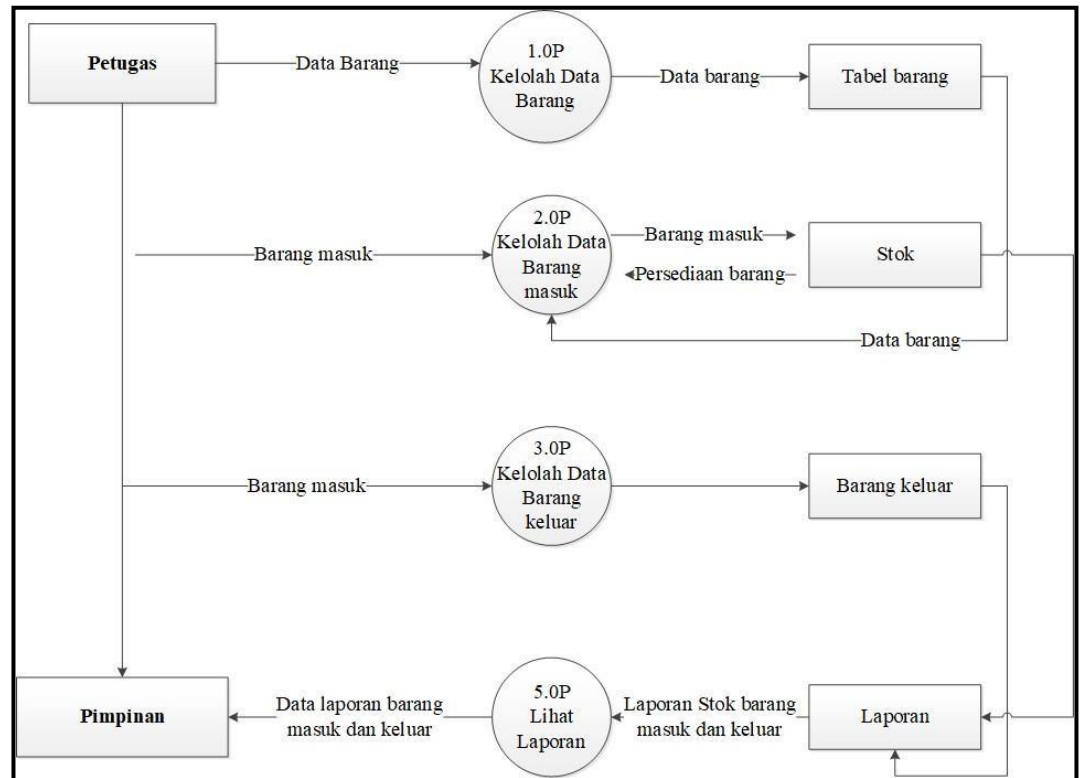 Petugas
Data Barang
1.0P
Kelolah Data
Barang
Data barang
Tabel barang
Barang masuk
2.0P
Kelolah Data
Barang
masuk
Barang masuk
Persediaan barang
Stok
Data barang
Barang masuk
3.0P
Kelolah Data
Barang
keluar
Barang keluar
Pimpinan
Data laporan barang
masuk dan keluar
5.0P
Lihat
Laporan
Laporan Stok barang
masuk dan keluar
Laporan